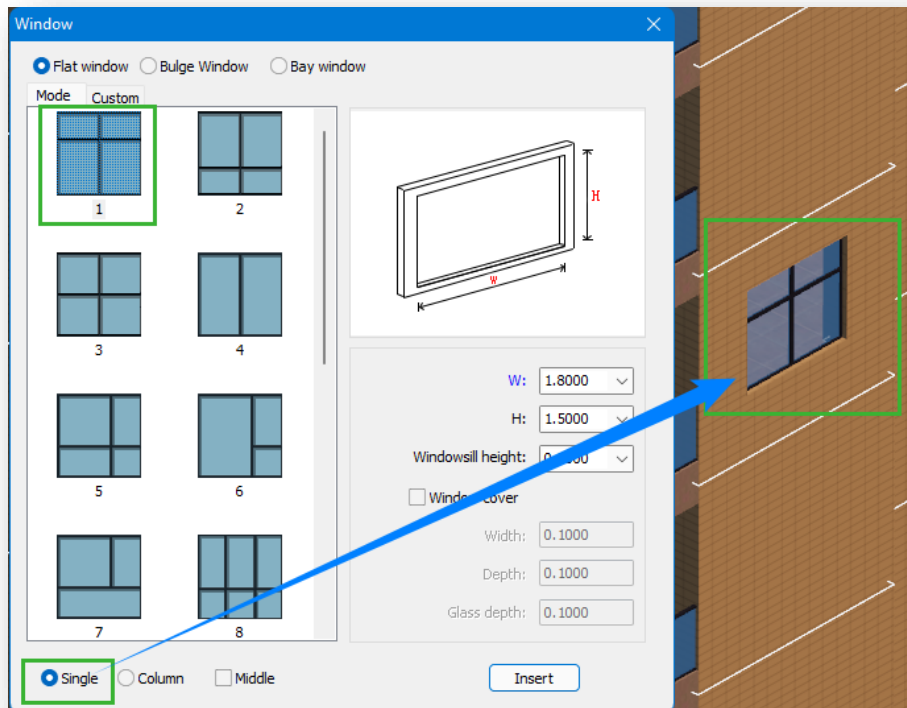 Window
Flat window Bulge Window Bay window
Mode Custom
1
2
3
4
5
6
7
8
H
W
W: 1.8000
H: 1.5000
Windowsill height:
Window cover
Width: 0.1000
Depth: 0.1000
Glass depth: 0.1000
Single Column Middle
Insert